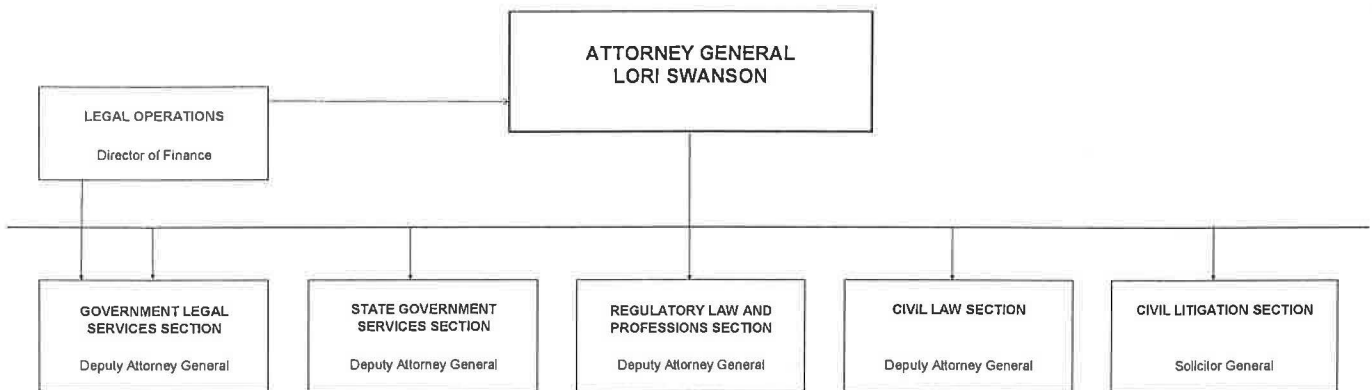 ATTORNEY GENERAL
LORI SWANSON
LEGAL OPERATIONS
Director of Finance
GOVERNMENT LEGAL
SERVICES SECTION
Deputy Attorney General
STATE GOVERNMENT
SERVICES SECTION
Deputy Attorney General
REGULATORY LAW AND
PROFESSIONS SECTION
Deputy Attorney General
CIVIL LAW SECTION
Deputy Attorney General
CIVIL LITIGATION SECTION
Solicitor General